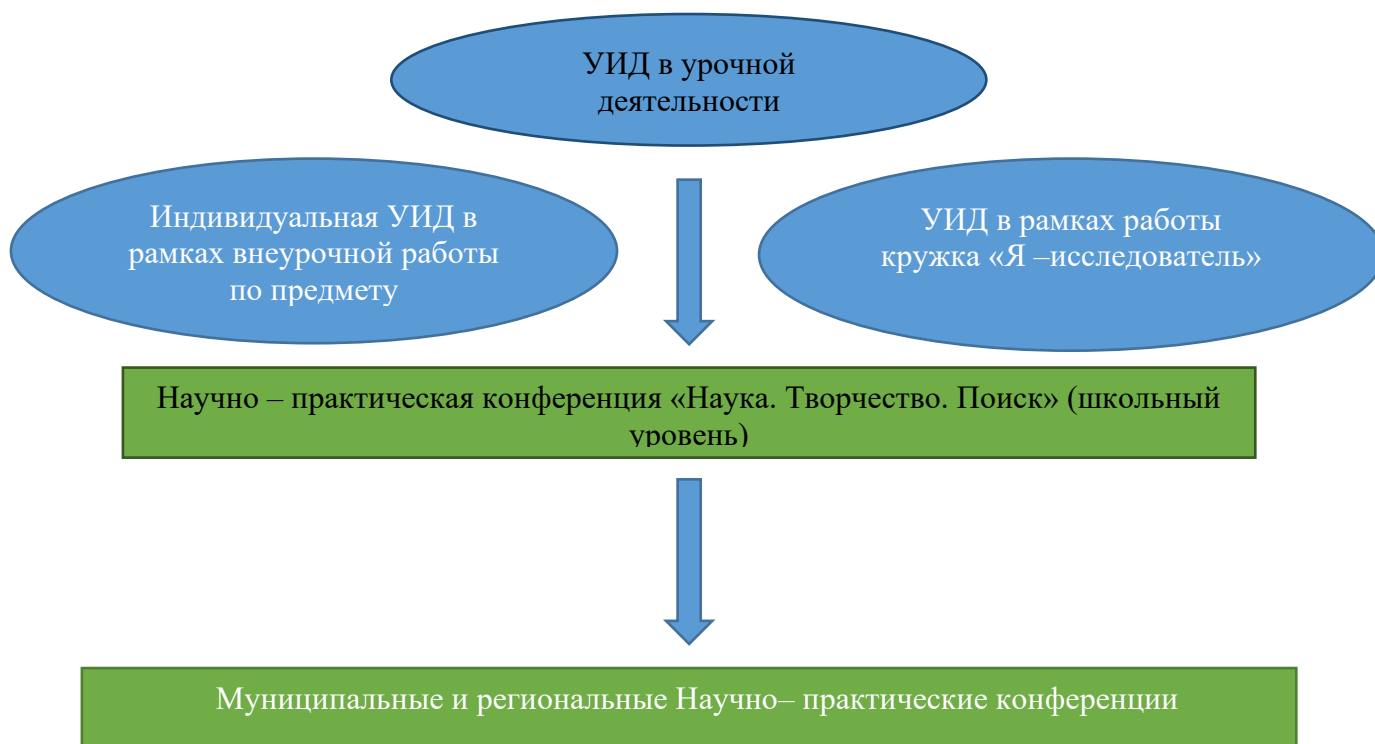 УИД в урочной
деятельности
Индивидуальная УИД в
рамках внеурочной работы
по предмету
УИД в рамках работы
кружка «Я –исследователь»
Научно – практическая конференция «Наука. Творчество. Поиск» (школьный
уровень)
Муниципальные и региональные Научно– практические конференции